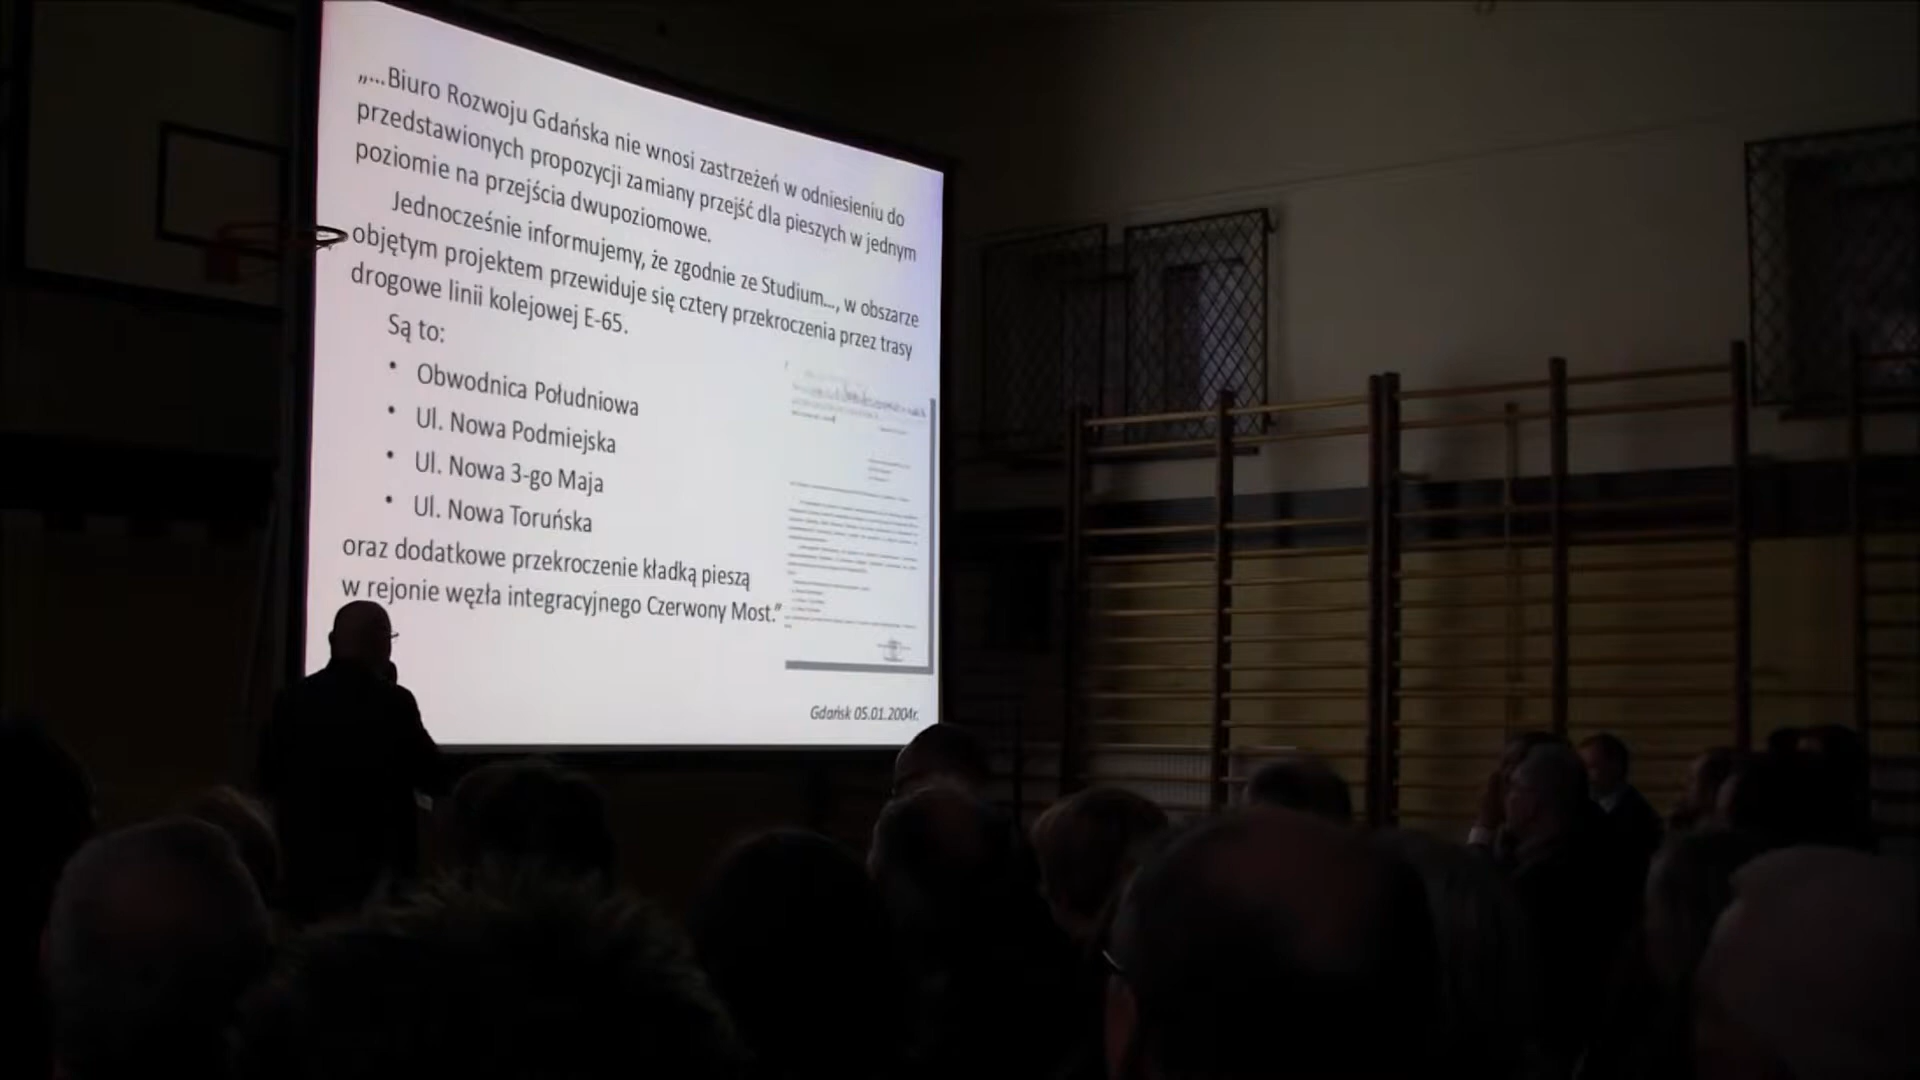 „...Biuro Rozwoju Gdańska nie wnosi zastrzeżeń w odniesieniu do
przedstawionych propozycji zamiany przejść dla pieszych w jednym
poziomie na przejścia dwupoziomowe.
Jednocześnie informujemy, że zgodnie ze Studium..., w obszarze
objętym projektem przewiduje się cztery przekroczenia przez trasy
drogowe linii kolejowej E-65.
Są to:
• Obwodnica Południowa
• Ul. Nowa Podmiejska
• Ul. Nowa 3-go Maja
• Ul. Nowa Toruńska
oraz dodatkowe przekroczenie kładką pieszą
w rejonie węzła integracyjnego Czerwony Most.”
Gdańsk 05.01.2004r.